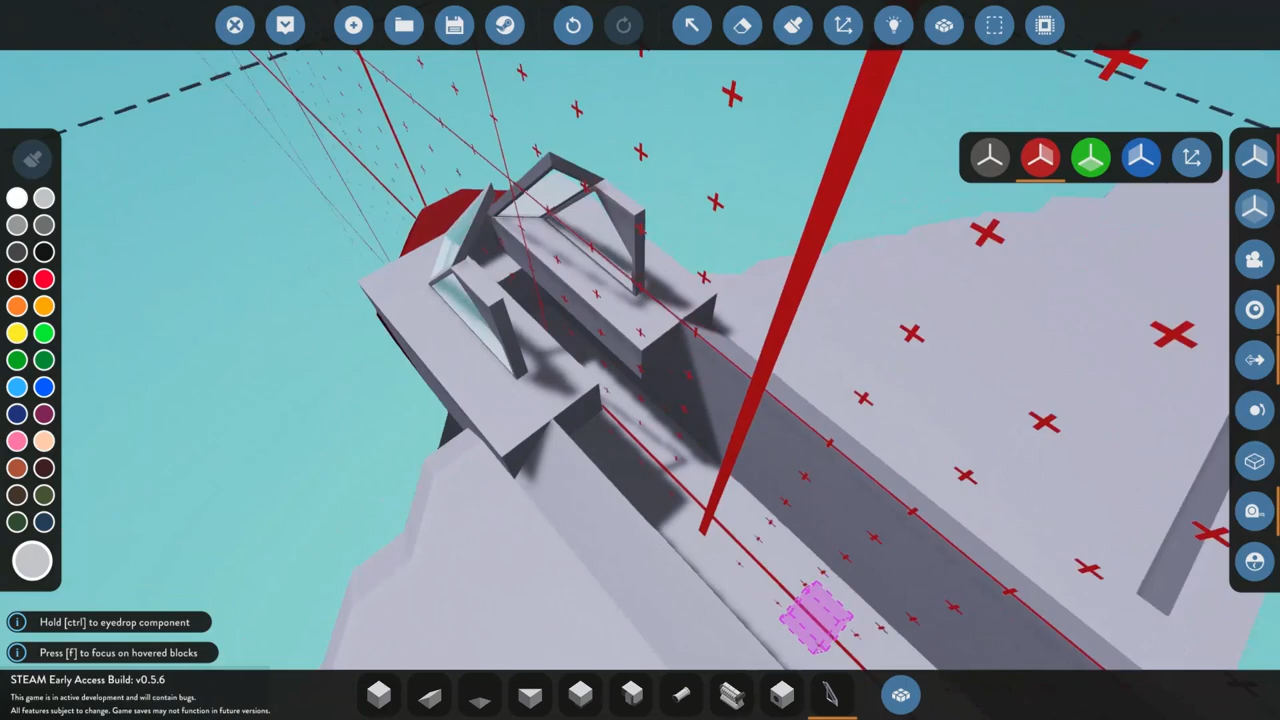 Hold [ctrl] to eyedrop component
Press [f] to focus on hovered blocks
STEAM Early Access Build: v0.5.6
This game is in active development and will contain bugs.
All features subject to change. Game saves may not function in future versions.